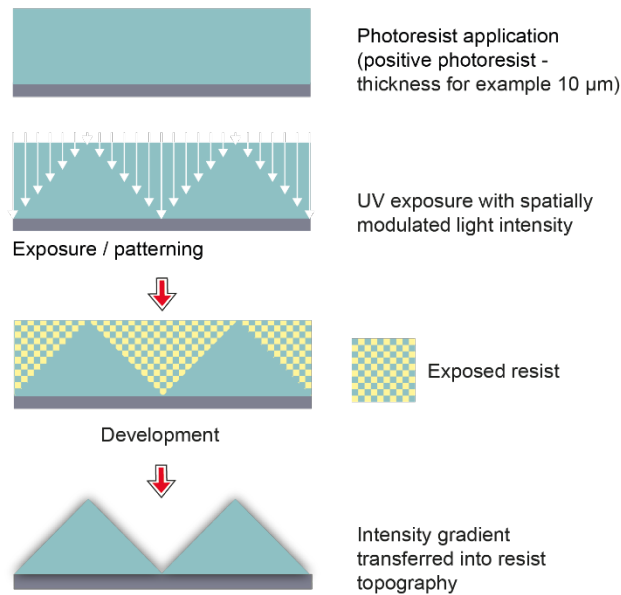 Photoresist application
(positive photoresist -
thickness for example 10 µm)
UV exposure with spatially
modulated light intensity
Exposure / patterning
Exposed resist
Development
Intensity gradient
transferred into resist
topography